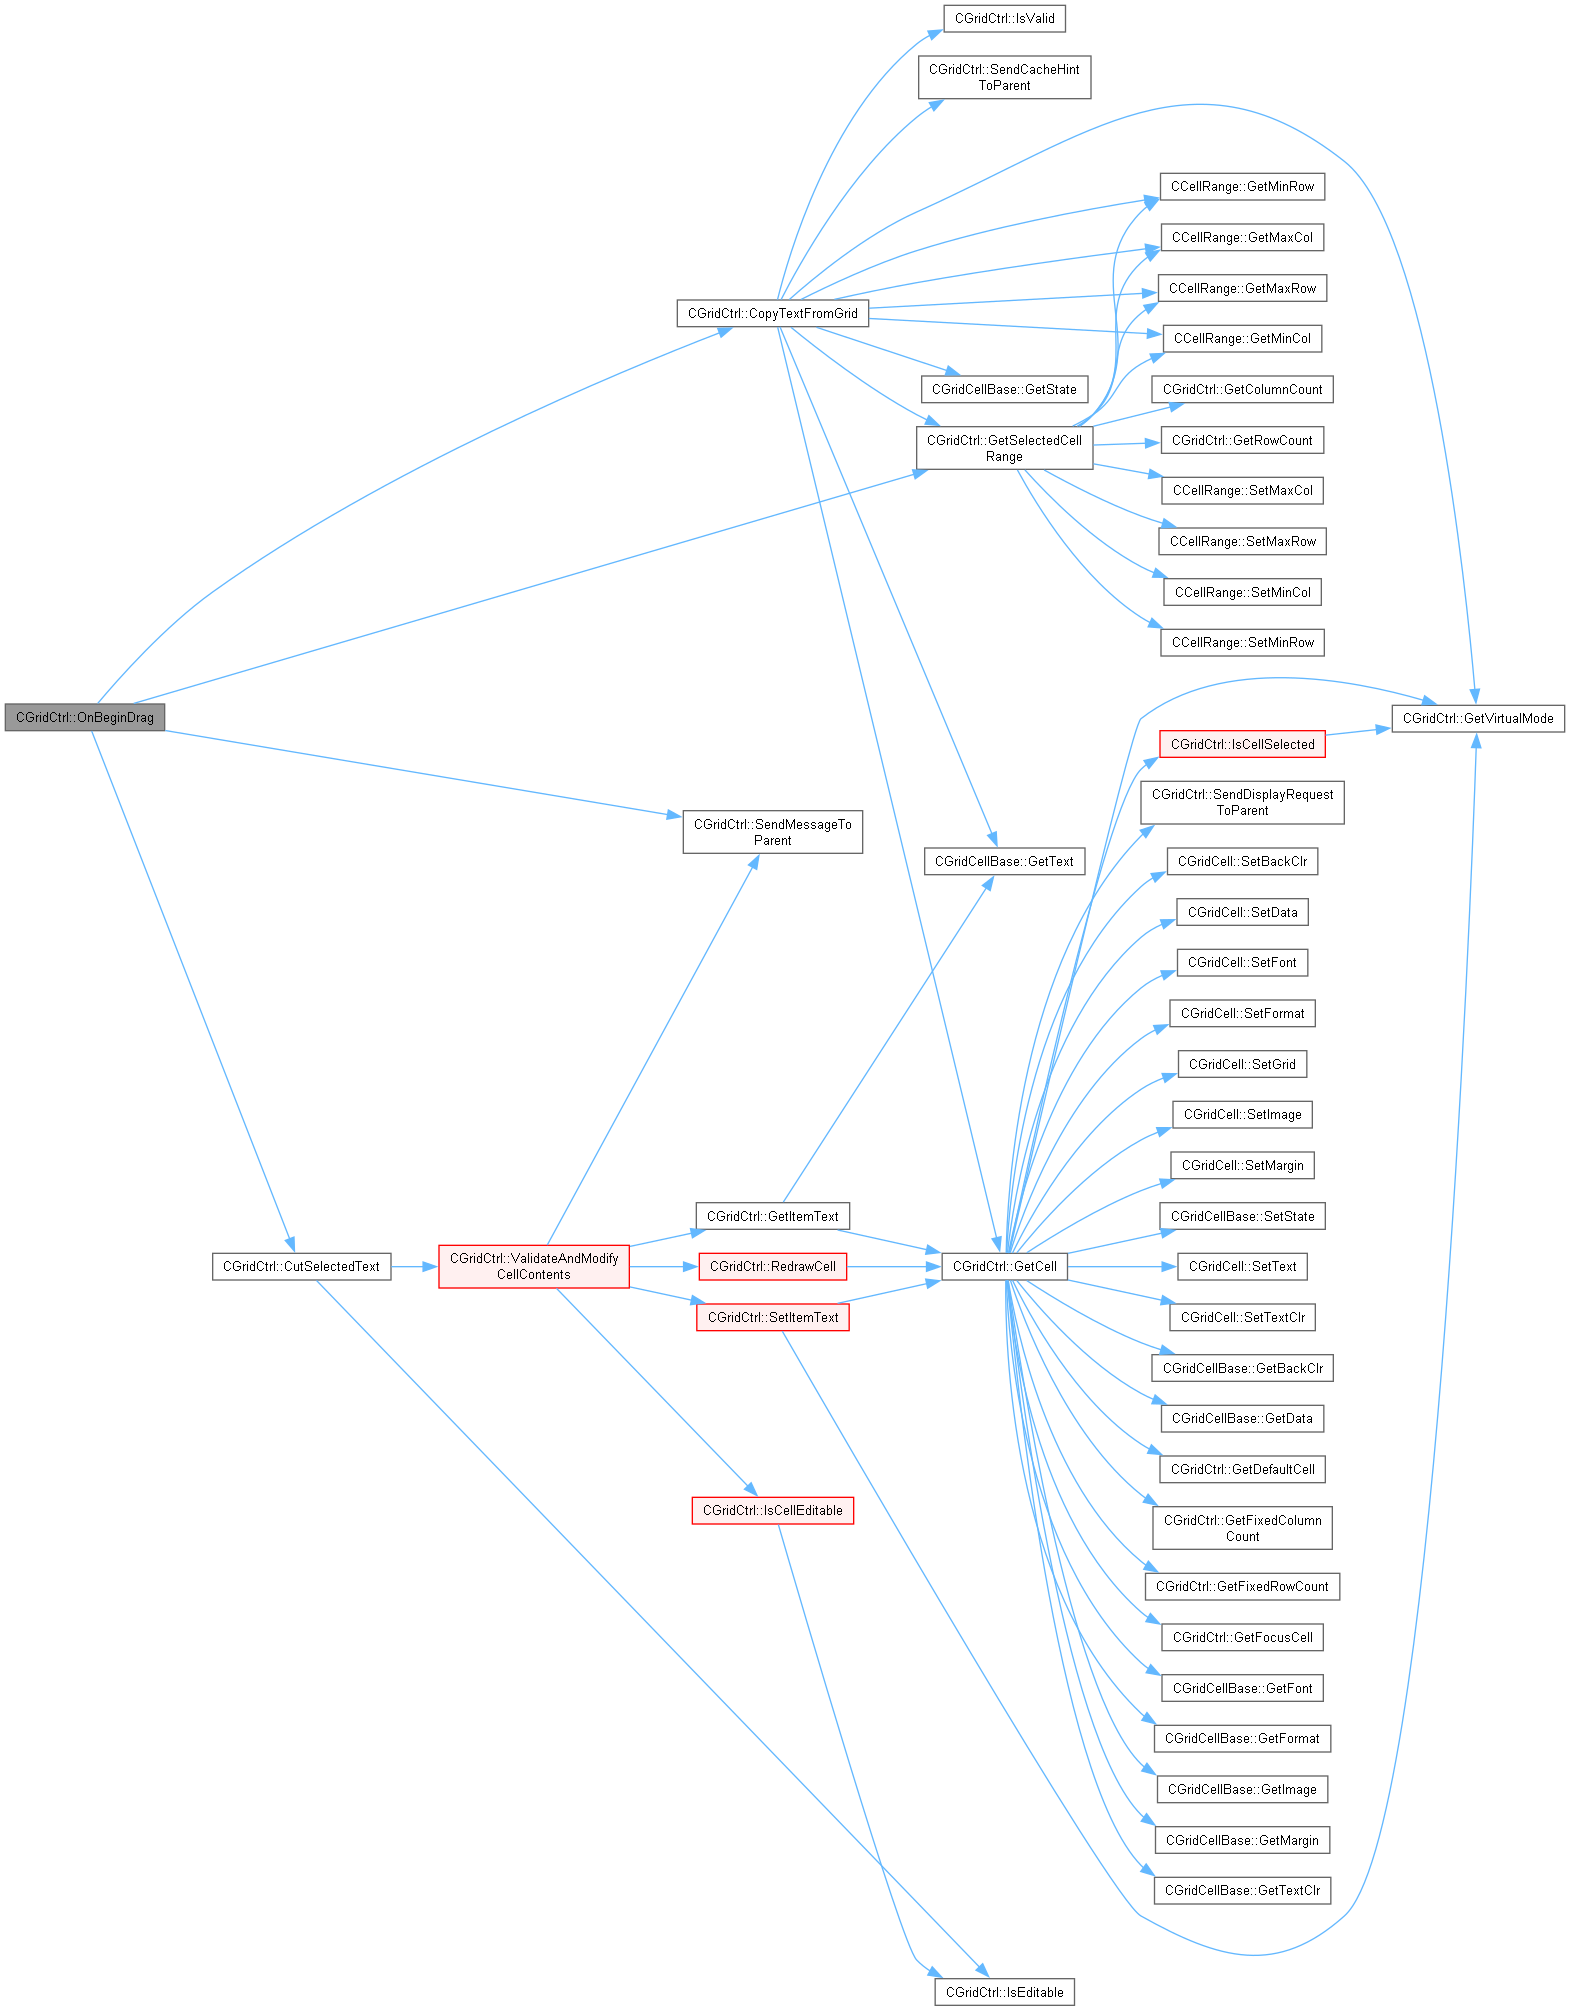 CGridCtrl::IsValid
CGridCtrl::SendCacheHint
ToParent
CCellRange::GetMinRow
CCellRange::GetMaxCol
CCellRange::GetMaxRow
CGridCtrl::CopyTextFromGrid
CCellRange::GetMinCol
CGridCellBase::GetState
CGridCtrl::GetColumnCount
CGridCtrl::GetSelectedCell
Range
CGridCtrl::GetRowCount
CCellRange::SetMaxCol
CCellRange::SetMaxRow
CCellRange::SetMinCol
CCellRange::SetMinRow
CGridCtrl::OnBeginDrag
CGridCtrl::GetVirtualMode
CGridCtrl::IsCellSelected
CGridCtrl::SendDisplayRequest
ToParent
CGridCtrl::SendMessageTo
Parent
CGridCellBase::GetText
CGridCell::SetBackClr
CGridCell::SetData
CGridCell::SetFont
CGridCell::SetFormat
CGridCell::SetGrid
CGridCell::SetImage
CGridCell::SetMargin
CGridCtrl::GetItemText
CGridCellBase::SetState
CGridCtrl::CutSelectedText
CGridCtrl::ValidateAndModify
CellContents
CGridCtrl::RedrawCell
CGridCtrl::GetCell
CGridCell::SetText
CGridCtrl::SetItemText
CGridCell::SetTextClr
CGridCellBase::GetBackClr
CGridCellBase::GetData
CGridCtrl::GetDefaultCell
CGridCtrl::IsCellEditable
CGridCtrl::GetFixedColumn
Count
CGridCtrl::GetFixedRowCount
CGridCtrl::GetFocusCell
CGridCellBase::GetFont
CGridCellBase::GetFormat
CGridCellBase::GetImage
CGridCellBase::GetMargin
CGridCellBase::GetTextClr
CGridCtrl::IsEditable